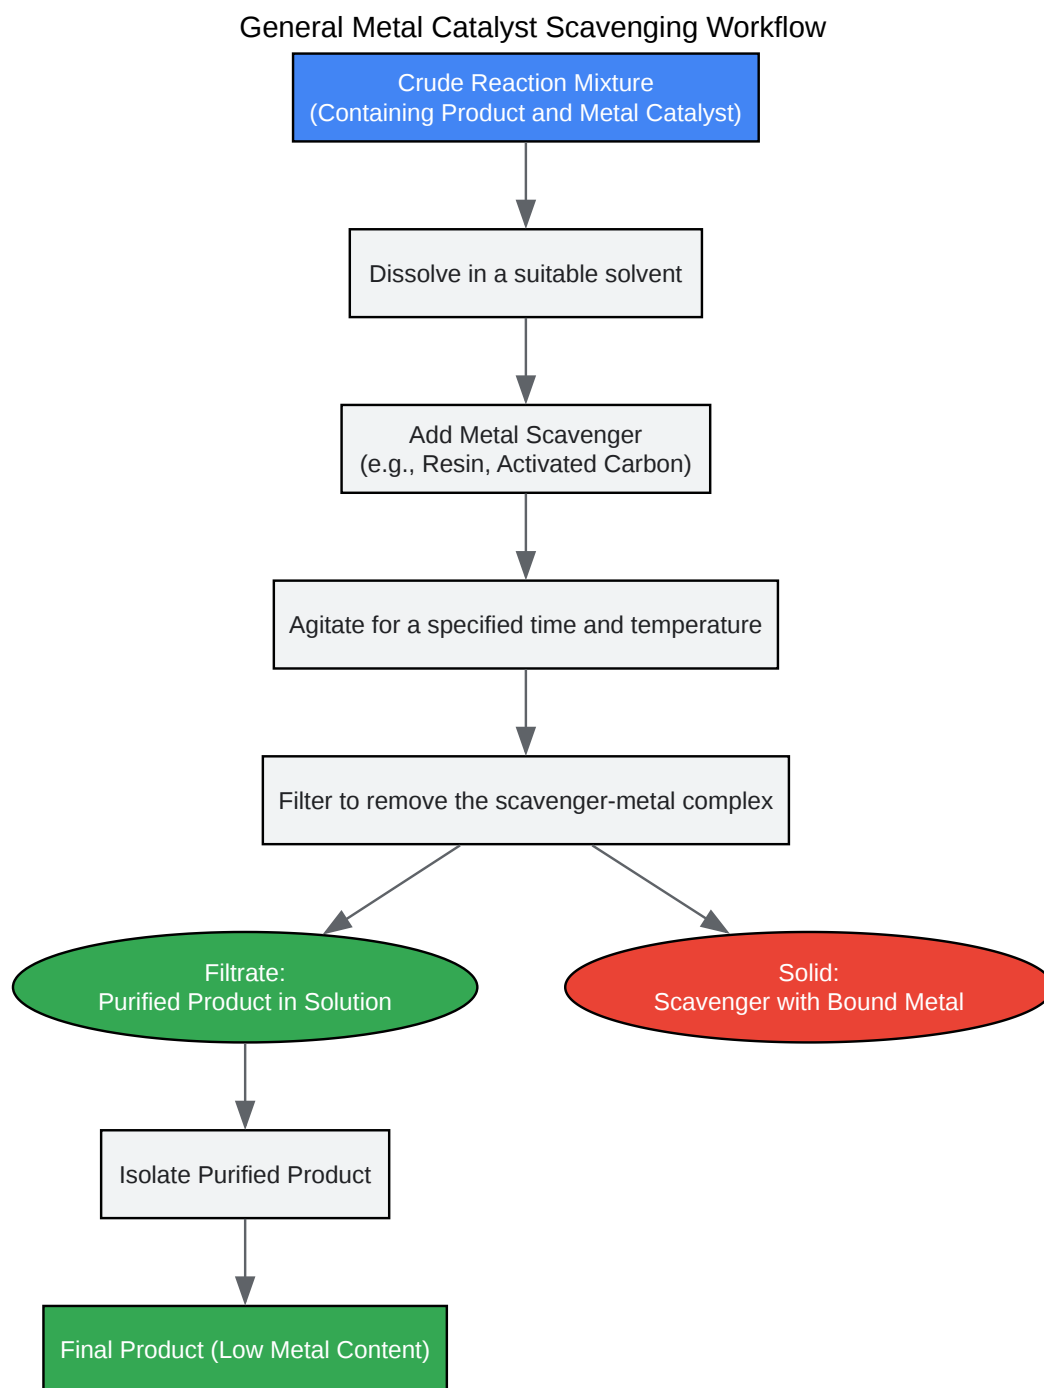 General Metal Catalyst Scavenging Workflow
Crude Reaction Mixture
(Containing Product and Metal Catalyst)
Dissolve in a suitable solvent
Add Metal Scavenger
(e.g., Resin, Activated Carbon)
Agitate for a specified time and temperature
Filter to remove the scavenger-metal complex
Filtrate:
Purified Product in Solution
Solid:
Scavenger with Bound Metal
Isolate Purified Product
Final Product (Low Metal Content)